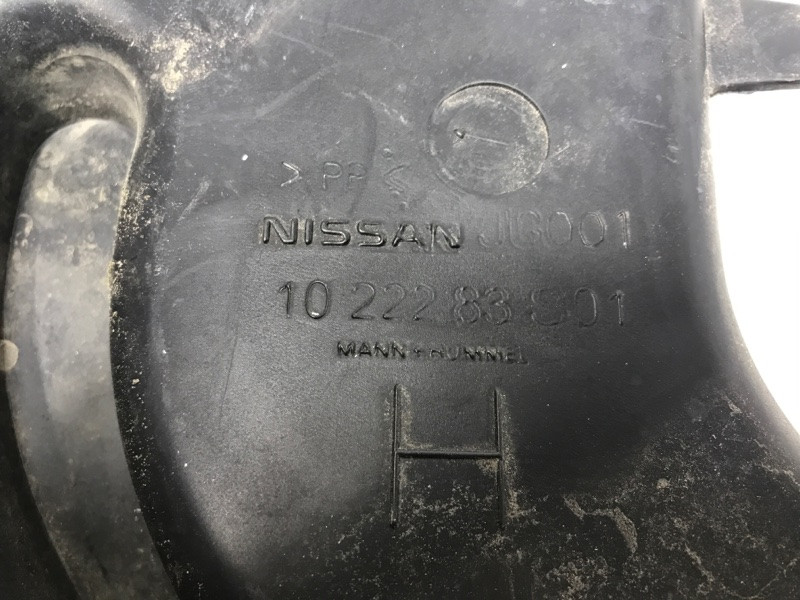 >PP<
NISSAN JG001
10 222 83 S01
MANN+HUMMEL
H